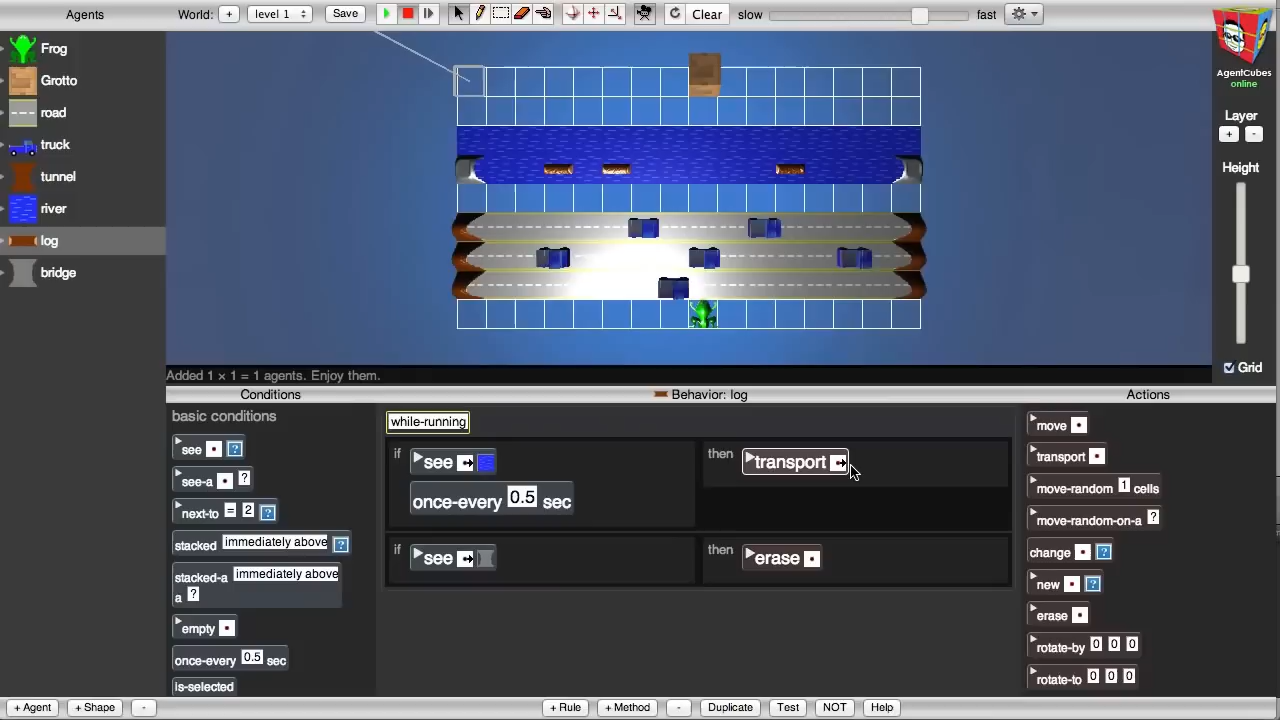 Agents World: + level 1 Save Clear slow fast
Frog
Grotto
road
truck
tunnel
river
log
bridge
AgentCubes
online
Layer
+ -
Height
Grid
Added 1 × 1 = 1 agents. Enjoy them.
Conditions Behavior: log Actions
basic conditions
see ?
see-a ?
next-to = 2 ?
stacked immediately above ?
stacked-a immediately above
a ?
empty
once-every 0.5 sec
is-selected
while-running
if see then transport
once-every 0.5 sec
if see then erase
move
transport
move-random 1 cells
move-random-on-a ?
change ?
new ?
erase
rotate-by 0 0 0
rotate-to 0 0 0
+ Agent + Shape - + Rule + Method - Duplicate Test NOT Help